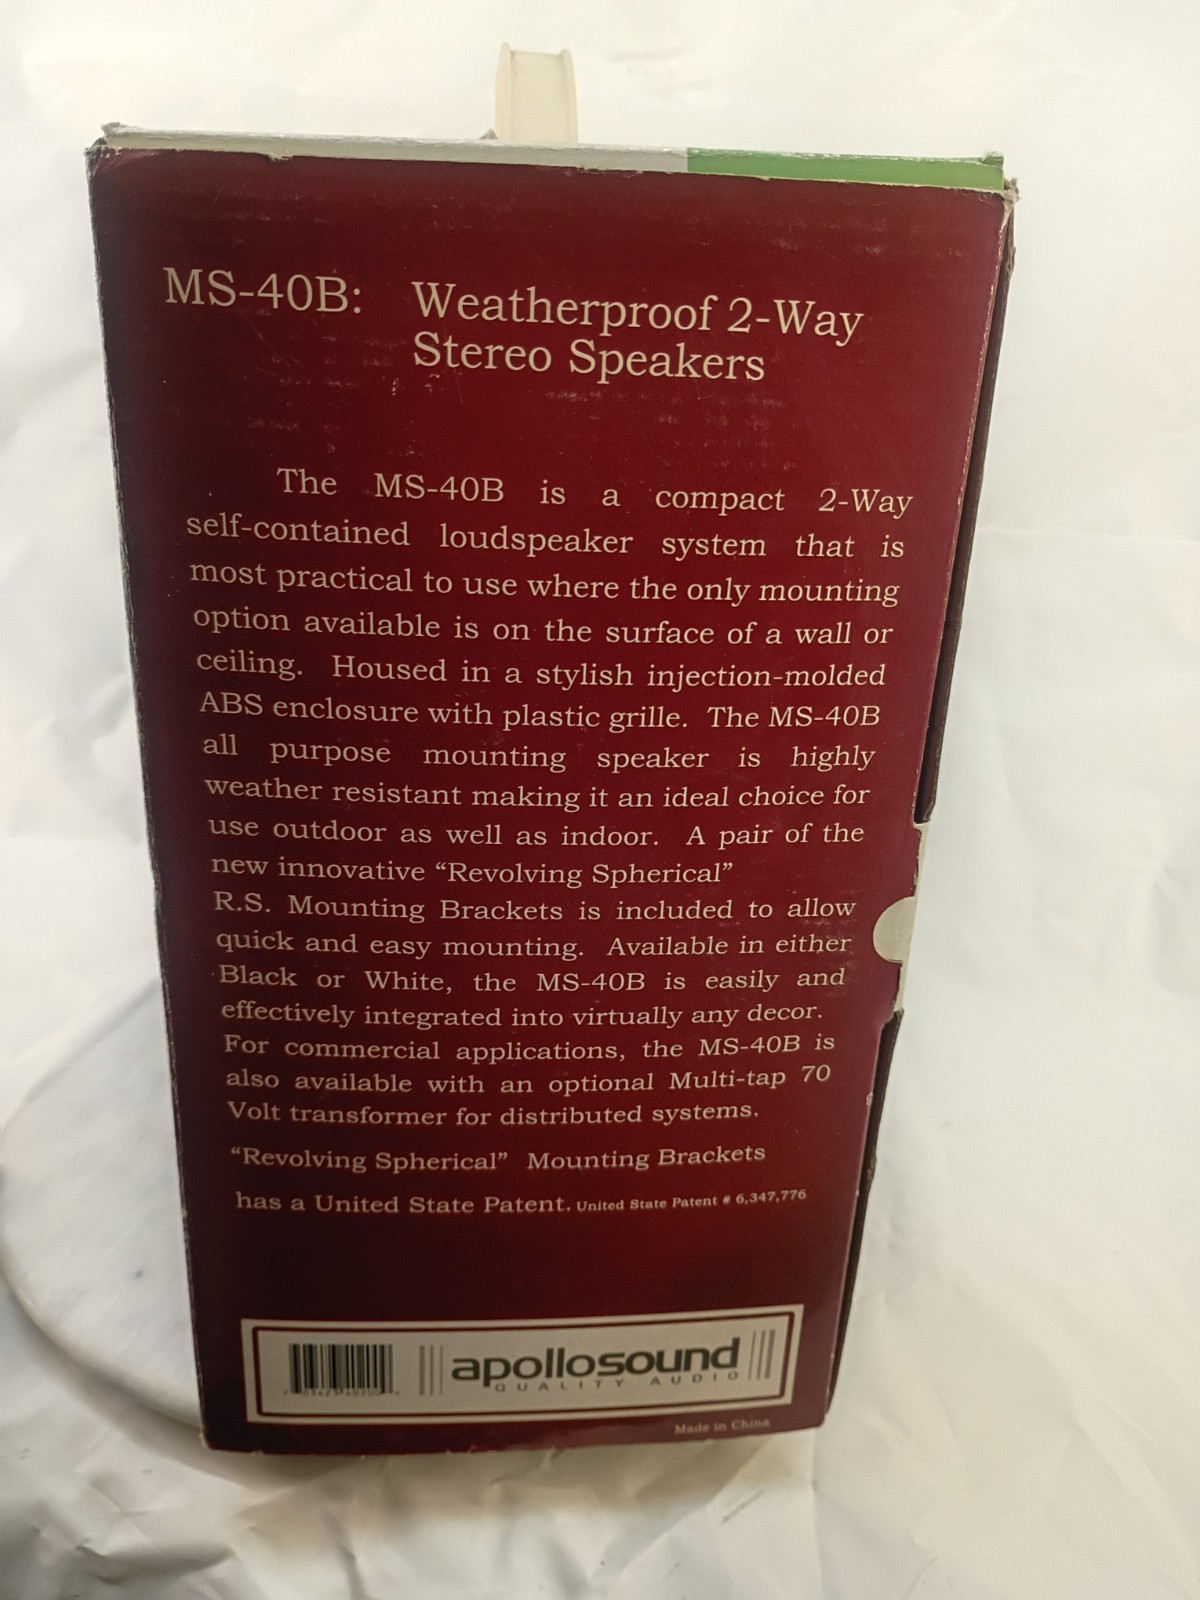 MS-40B: Weatherproof 2-Way
Stereo Speakers
The MS-40B is a compact 2-Way
self-contained loudspeaker system that is
most practical to use where the only mounting
option available is on the surface of a wall or
ceiling. Housed in a stylish injection-molded
ABS enclosure with plastic grille. The MS-40B
all purpose mounting speaker is highly
weather resistant making it an ideal choice for
use outdoor as well as indoor. A pair of the
new innovative “Revolving Spherical”
R.S. Mounting Brackets is included to allow
quick and easy mounting. Available in either
Black or White, the MS-40B is easily and
effectively integrated into virtually any decor.
For commercial applications, the MS-40B is
also available with an optional Multi-tap 70
Volt transformer for distributed systems.
“Revolving Spherical” Mounting Brackets
has a United State Patent. United State Patent # 6,347,776
apollosound
QUALITY AUDIO
Made in China